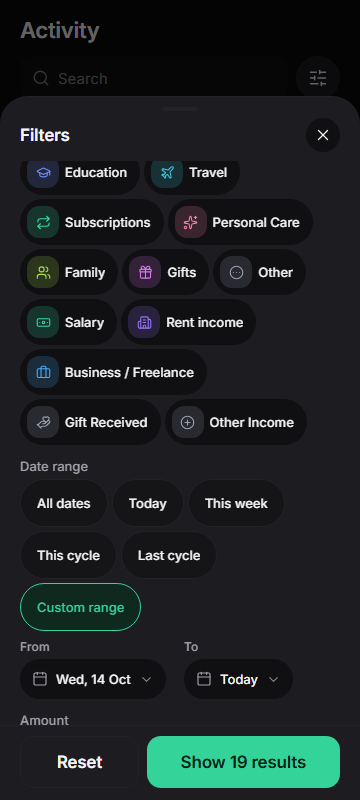 Activity
Search
Filters
Education Travel
Subscriptions Personal Care
Family Gifts Other
Salary Rent income
Business / Freelance
Gift Received Other Income
Date range
All dates Today This week
This cycle Last cycle
Custom range
From To
Wed, 14 Oct Today
Amount
Reset Show 19 results